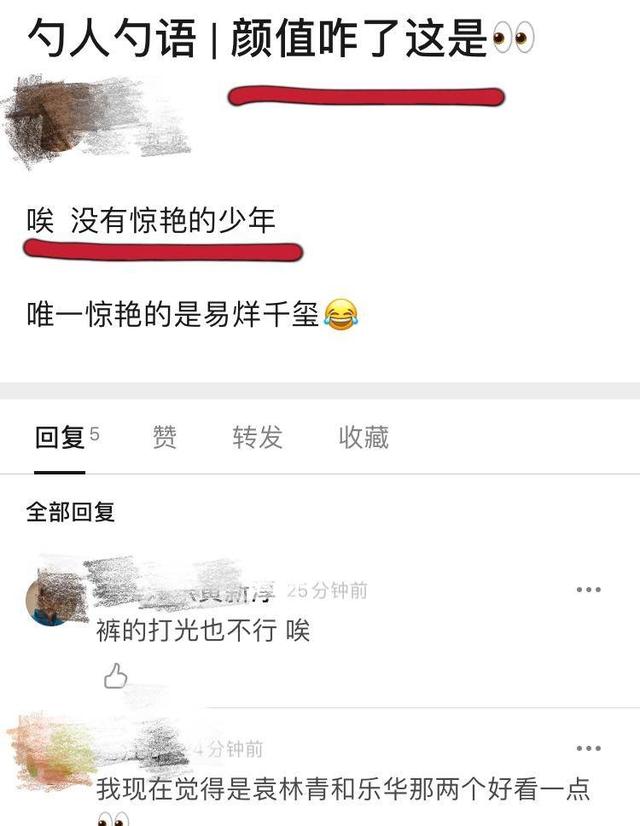 勺人勺语 | 颜值咋了这是👀
唉 没有惊艳的少年
唯一惊艳的是易烊千玺😂
回复 5 赞 转发 收藏
全部回复
25分钟前
裤的打光也不行 唉
4分钟前
我现在觉得是袁林青和乐华那两个好看一点
👀